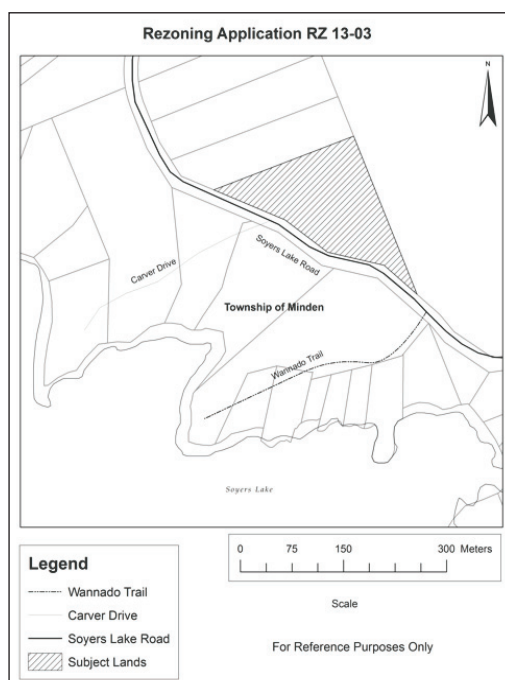 Rezoning Application RZ 13-03
N
Carver Drive
Soyers Lake Road
Township of Minden
Wannado Trail
Soyers Lake
Legend
Wannado Trail
Carver Drive
Soyers Lake Road
Subject Lands
0 75 150 300 Meters
Scale
For Reference Purposes Only